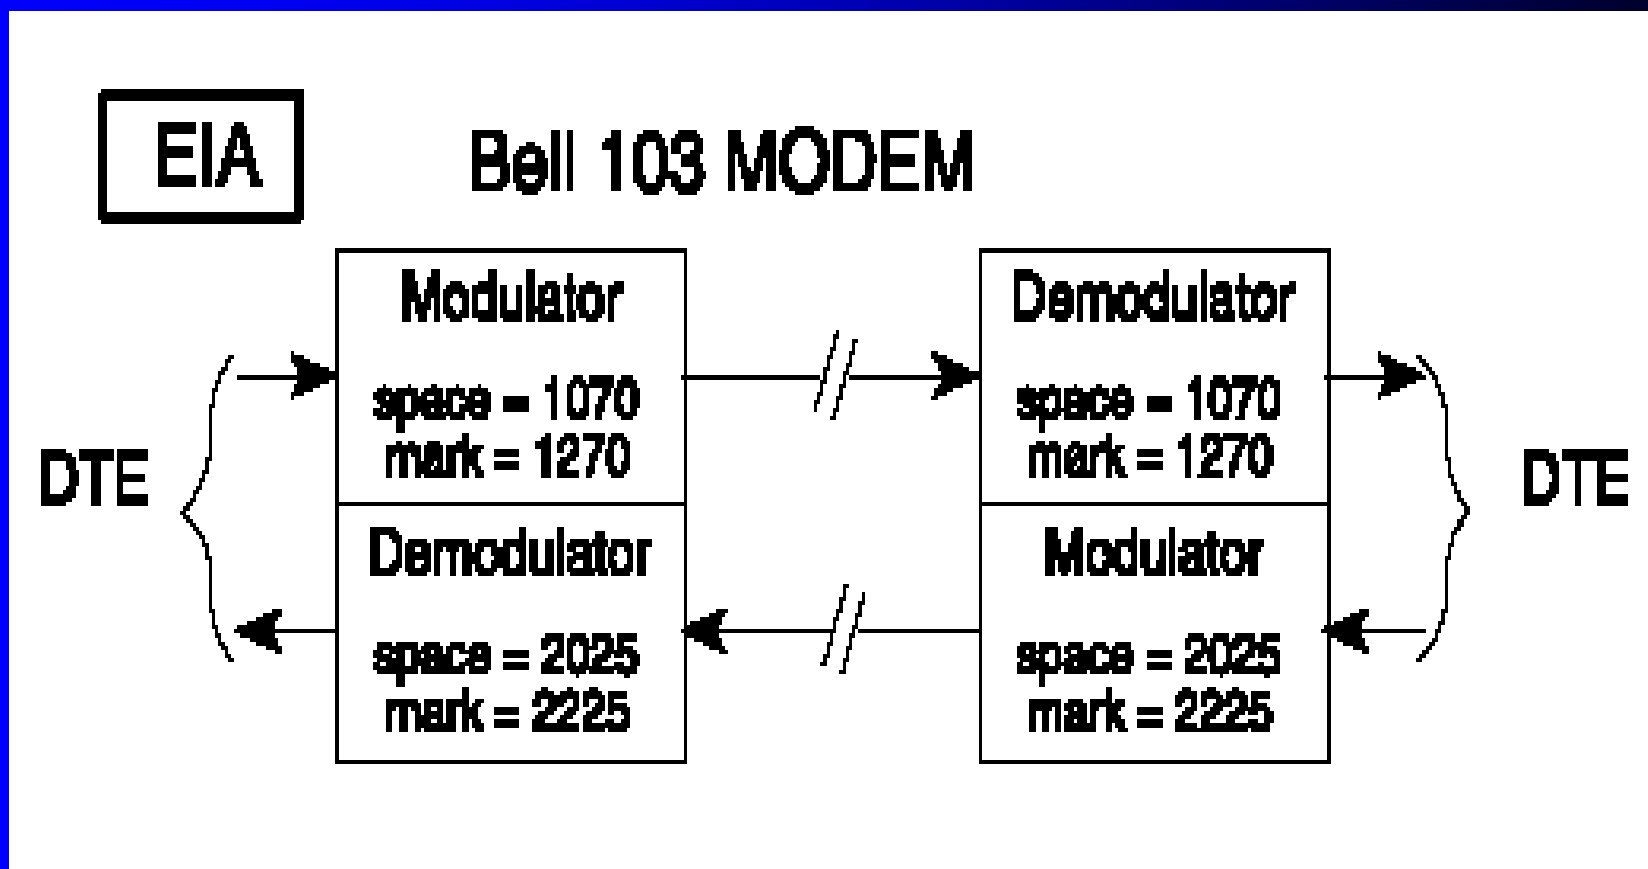 EIA
Bell 103 MODEM
Modulator
space = 1070
mark = 1270
Demodulator
space = 1070
mark = 1270
DTE
DTE
Demodulator
space = 2025
mark = 2225
Modulator
space = 2025
mark = 2225